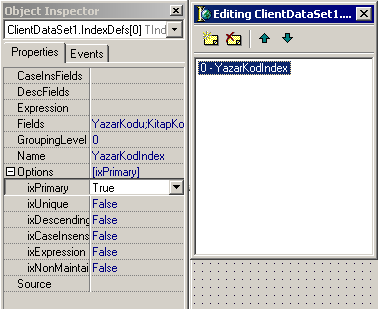 Object Inspector
ClientDataSet1.IndexDefs[0] TInd
Properties Events
CaseInsFields
DescFields
Expression
Fields YazarKodu;KitapKo
GroupingLevel 0
Name YazarKodIndex
Options [ixPrimary]
ixPrimary True
ixUnique False
ixDescending False
ixCaseInsens False
ixExpression False
ixNonMaintai False
Source
Editing ClientDataSet1....
0 - YazarKodIndex